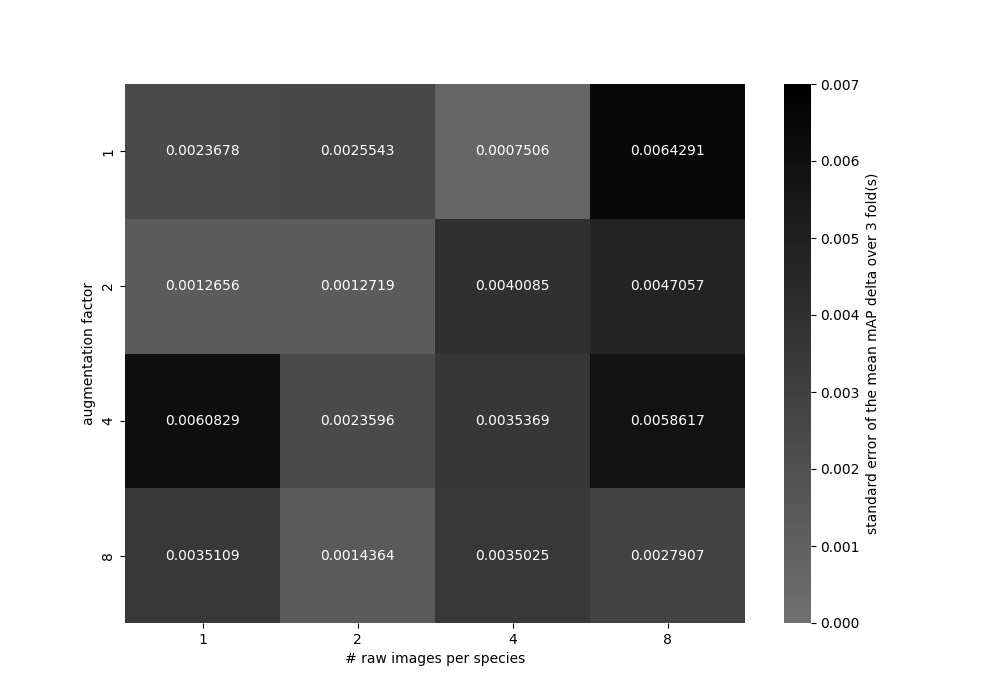 1 0.0023678 0.0025543 0.0007506 0.0064291
2 0.0012656 0.0012719 0.0040085 0.0047057
4 0.0060829 0.0023596 0.0035369 0.0058617
8 0.0035109 0.0014364 0.0035025 0.0027907
augmentation factor
1 2 4 8
# raw images per species
0.007
0.006
0.005
0.004
0.003
0.002
0.001
0.000
standard error of the mean mAP delta over 3 fold(s)